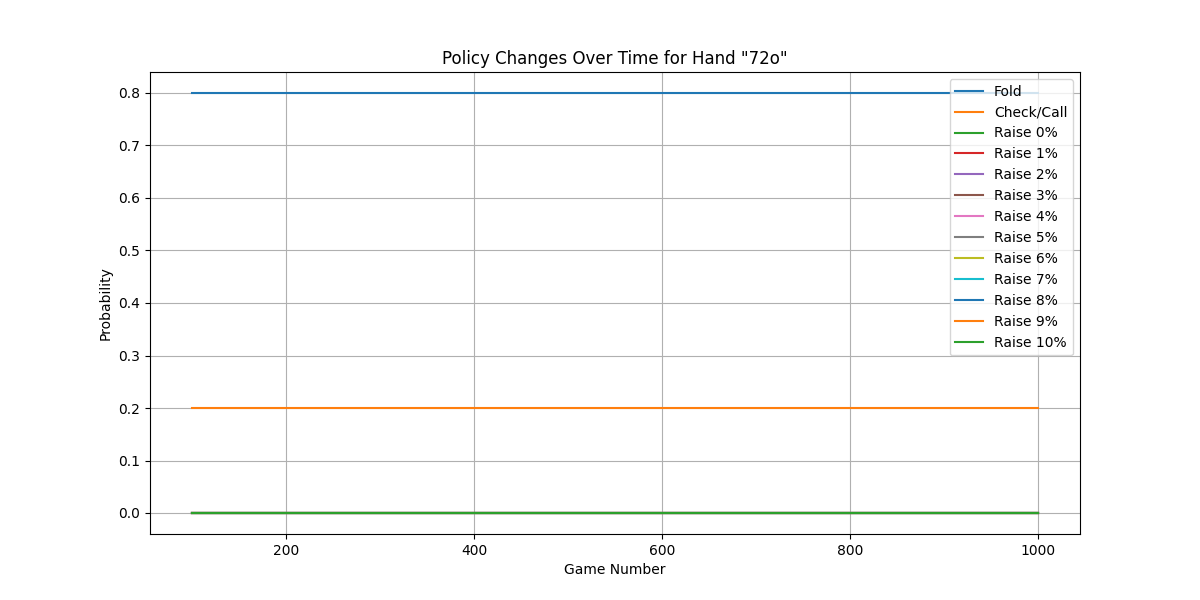 Policy Changes Over Time for Hand "72o"
Probability
0.8
0.7
0.6
0.5
0.4
0.3
0.2
0.1
0.0
Fold
Check/Call
Raise 0%
Raise 1%
Raise 2%
Raise 3%
Raise 4%
Raise 5%
Raise 6%
Raise 7%
Raise 8%
Raise 9%
Raise 10%
200 400 600 800 1000
Game Number